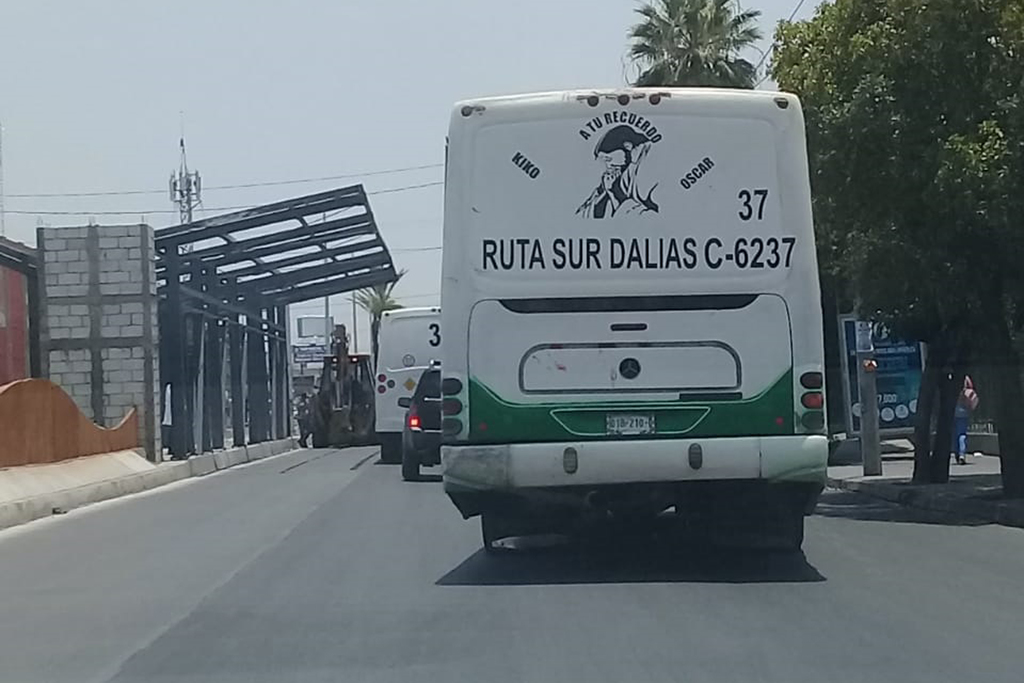 A TU RECUERDO
KIKO
OSCAR
37
RUTA SUR DALIAS C-6237
3